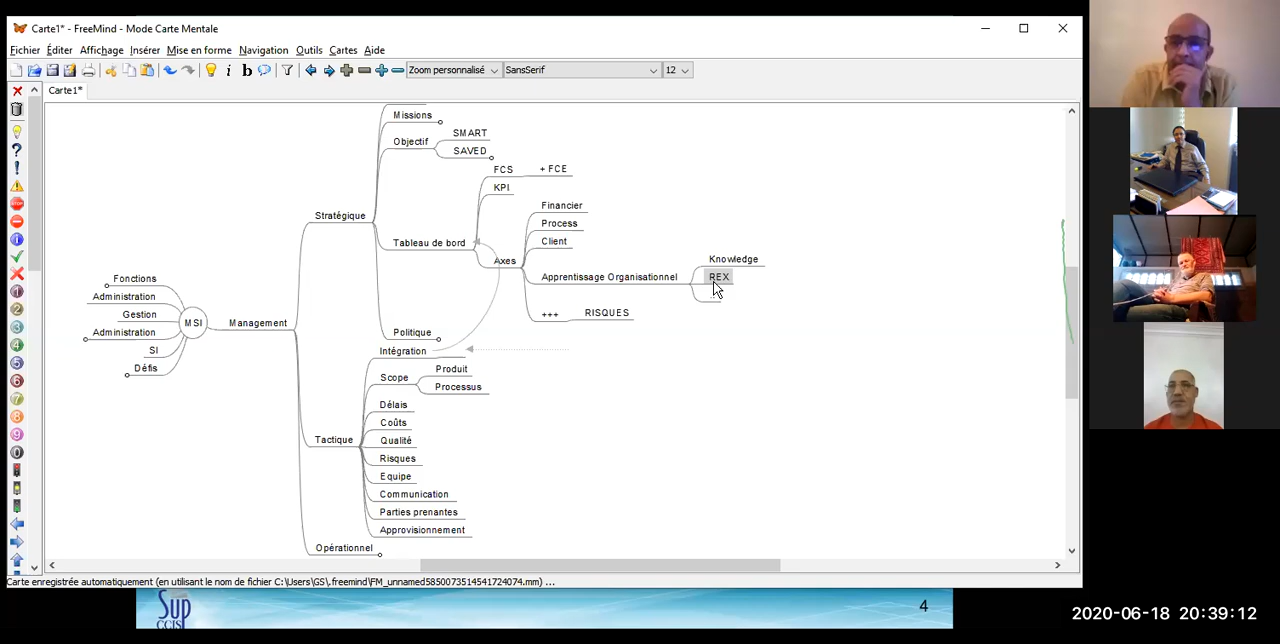 Carte1* - FreeMind - Mode Carte Mentale
Fichier Éditer Affichage Insérer Mise en forme Navigation Outils Cartes Aide
Zoom personnalisé SansSerif 12
Carte1*
Missions
Objectif
SMART
SAVED
FCS
+ FCE
KPI
Stratégique
Tableau de bord
Axes
Financier
Process
Client
Apprentissage Organisationnel
Knowledge
REX
+++
RISQUES
Politique
Fonctions
Administration
Gestion
Administration
SI
Défis
MSI
Management
Intégration
Scope
Produit
Processus
Délais
Coûts
Tactique
Qualité
Risques
Equipe
Communication
Parties prenantes
Approvisionnement
Opérationnel
Carte enregistrée automatiquement (en utilisant le nom de fichier C:\Users\GS\.freemind\FM_unnamed5850073514541724074.mm) ...
Sup
CCIS
4
2020-06-18 20:39:12